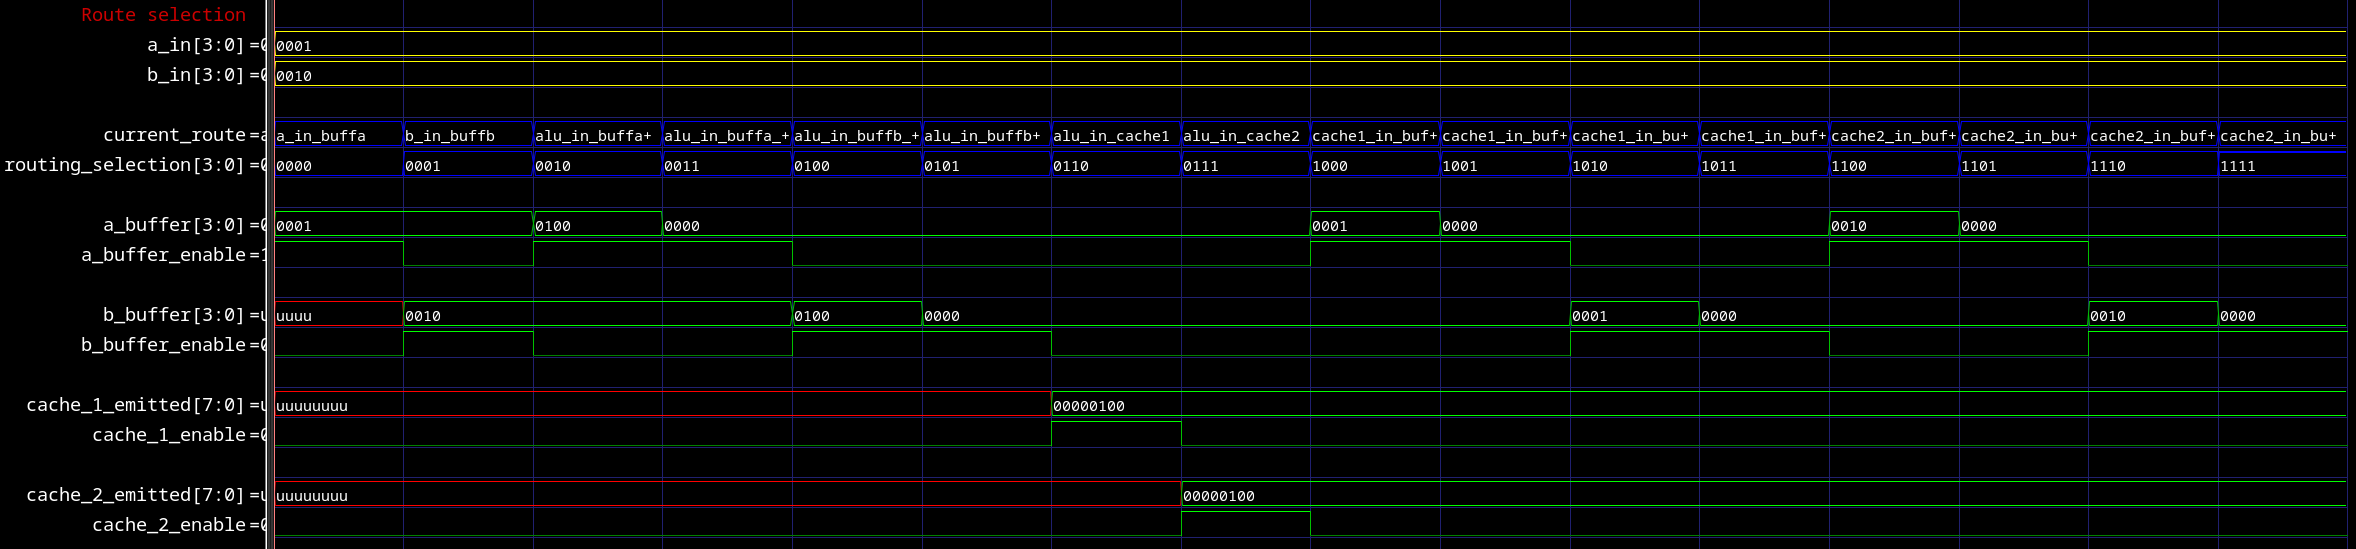 Route selection
a_in[3:0] =0 0001
b_in[3:0] =0 0010
current_route =a a_in_buffa b_in_buffb alu_in_buffa+ alu_in_buffa_+ alu_in_buffb_+ alu_in_buffb+ alu_in_cache1 alu_in_cache2 cache1_in_buf+ cache1_in_buf+ cache1_in_bu+ cache1_in_buf+ cache2_in_buf+ cache2_in_bu+ cache2_in_buf+ cache2_in_bu+
routing_selection[3:0] =0 0000 0001 0010 0011 0100 0101 0110 0111 1000 1001 1010 1011 1100 1101 1110 1111
a_buffer[3:0] =0 0001 0100 0000 0001 0000 0010 0000
a_buffer_enable =1
b_buffer[3:0] =u uuuu 0010 0100 0000 0001 0000 0010 0000
b_buffer_enable =0
cache_1_emitted[7:0] =u uuuuuuuu 00000100
cache_1_enable =0
cache_2_emitted[7:0] =u uuuuuuuu 00000100
cache_2_enable =0